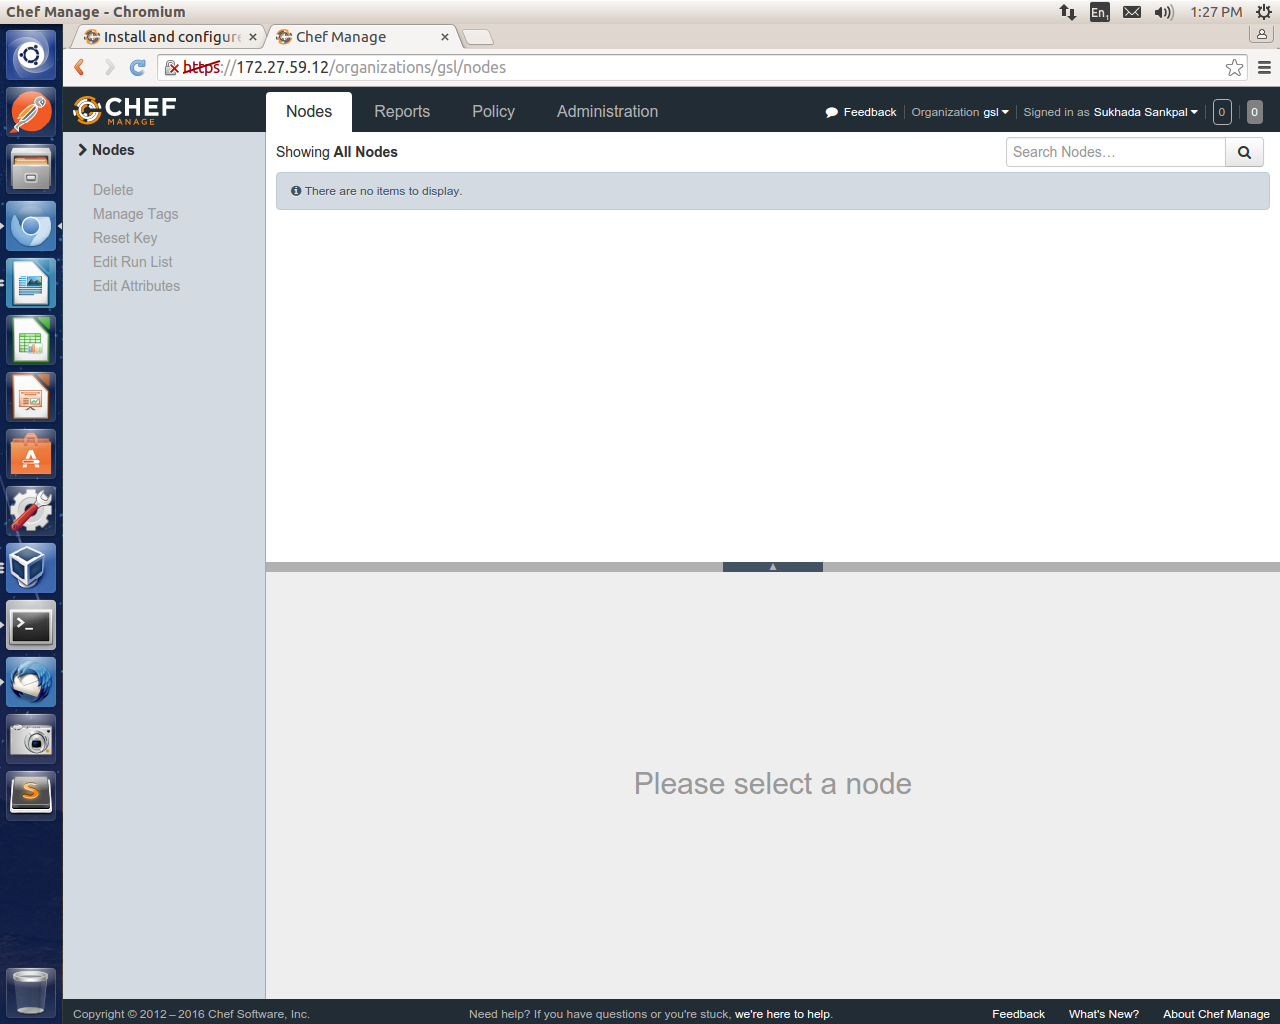 Chef Manage - Chromium
En1
1:27 PM
Install and configure
Chef Manage
https://172.27.59.12/organizations/gsl/nodes
CHEF
MANAGE
Nodes
Reports
Policy
Administration
Feedback
Organization gsl
Signed in as Sukhada Sankpal
0
0
Nodes
Delete
Manage Tags
Reset Key
Edit Run List
Edit Attributes
Showing All Nodes
Search Nodes...
There are no items to display.
Please select a node
Copyright © 2012 – 2016 Chef Software, Inc.
Need help? If you have questions or you're stuck, we're here to help.
Feedback
What's New?
About Chef Manage